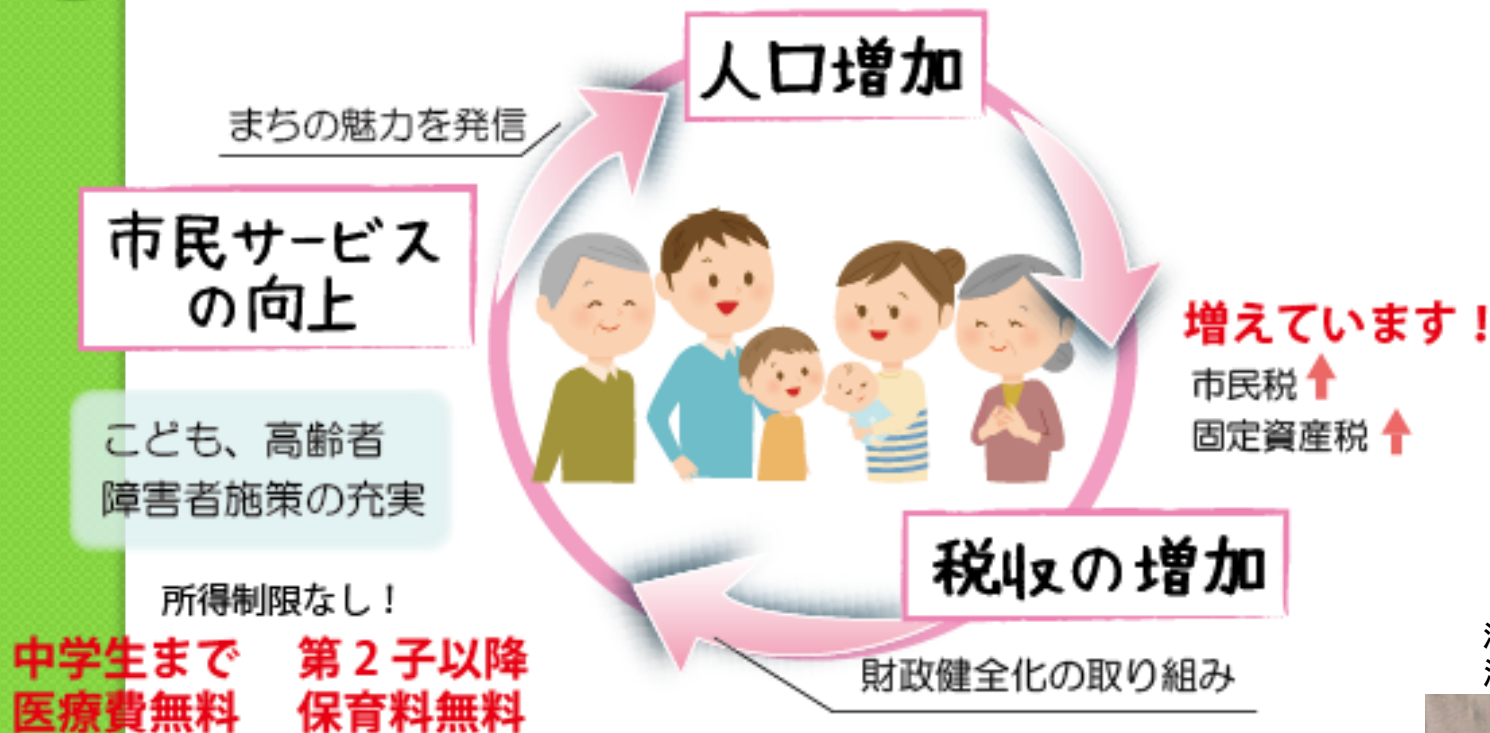 人口増加
まちの魅力を発信
市民サービス
の向上
増えています！
市民税
固定資産税
こども、高齢者
障害者施策の充実
税収の増加
財政健全化の取り組み
所得制限なし！
中学生まで
医療費無料
第２子以降
保育料無料